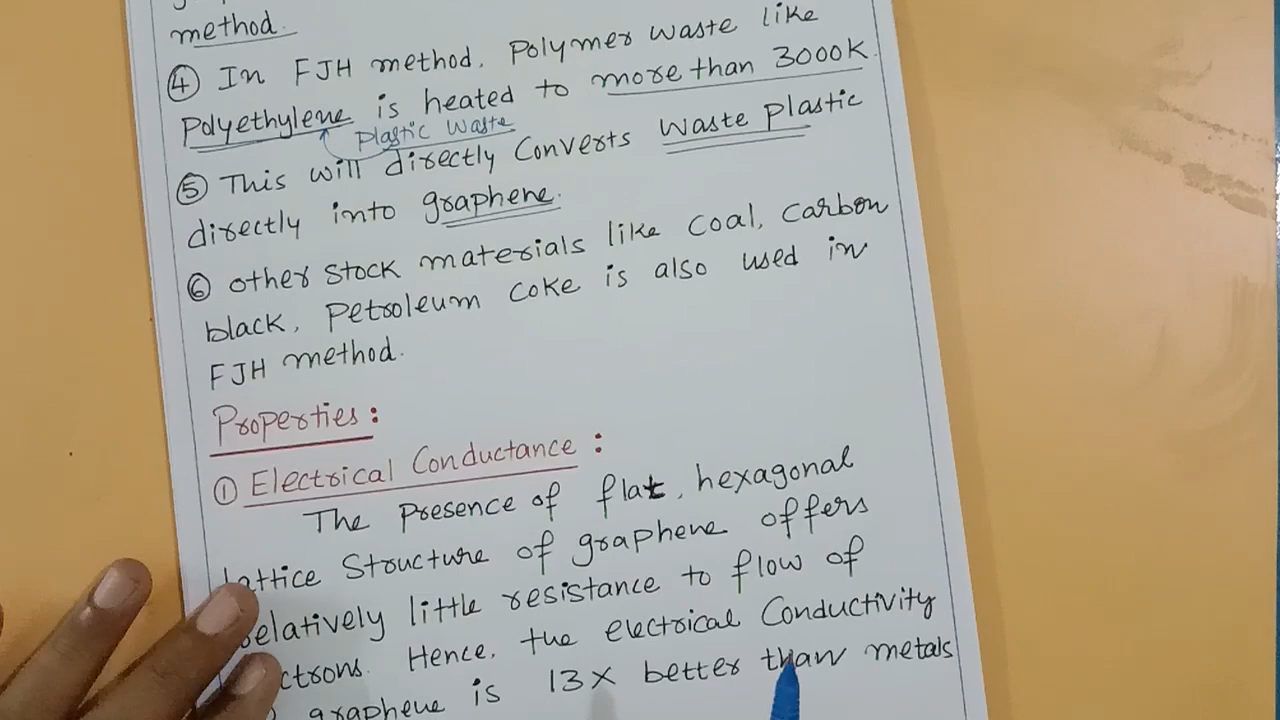 method.
④ In FJH method, Polymer waste like
Polyethylene is heated to more than 3000K.
Plastic Waste
⑤ This will directly Converts Waste Plastic
directly into graphene.
⑥ other stock materials like Coal, Carbon
black, Petroleum coke is also used in
FJH method.
Properties:
① Electrical Conductance:
The Presence of flat, hexagonal
lattice Structure of graphene offers
relatively little resistance to flow of
ctrons. Hence, the electrical Conductivity
graphene is 13X better than metals